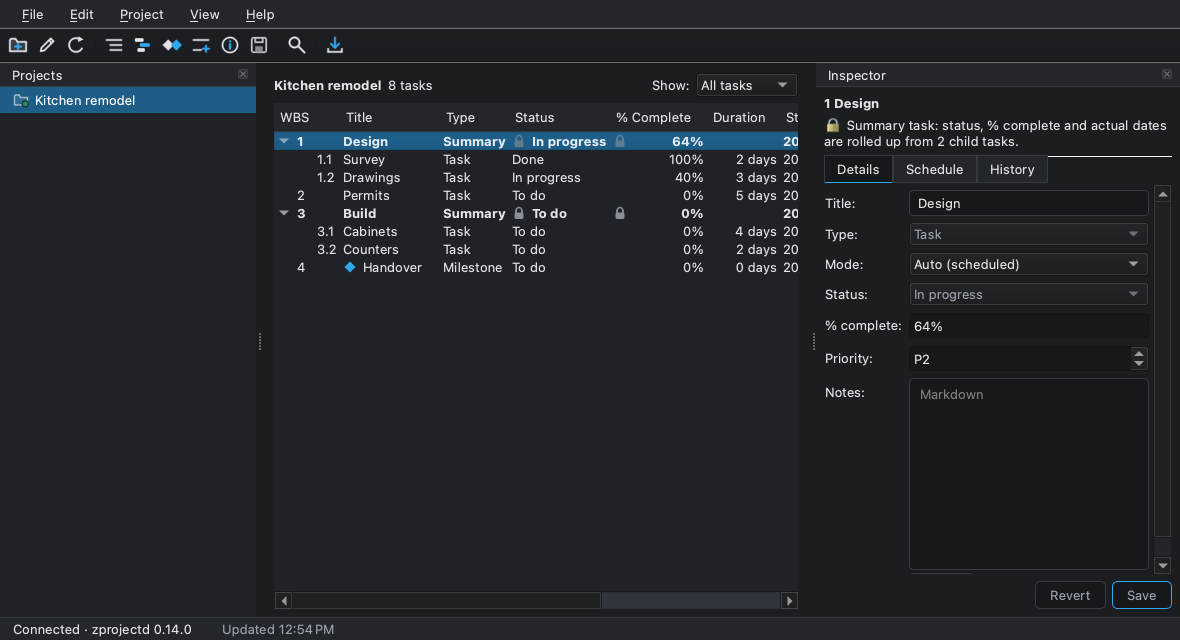 File Edit Project View Help
Projects
Kitchen remodel
Kitchen remodel 8 tasks Show: All tasks
WBS Title Type Status % Complete Duration St
1 Design Summary In progress 64% 20
1.1 Survey Task Done 100% 2 days 20
1.2 Drawings Task In progress 40% 3 days 20
2 Permits Task To do 0% 5 days 20
3 Build Summary To do 0% 20
3.1 Cabinets Task To do 0% 4 days 20
3.2 Counters Task To do 0% 2 days 20
4 Handover Milestone To do 0% 0 days 20
Inspector
1 Design
Summary task: status, % complete and actual dates
are rolled up from 2 child tasks.
Details Schedule History
Title: Design
Type: Task
Mode: Auto (scheduled)
Status: In progress
% complete: 64%
Priority: P2
Notes: Markdown
Revert Save
Connected · zprojectd 0.14.0 Updated 12:54 PM